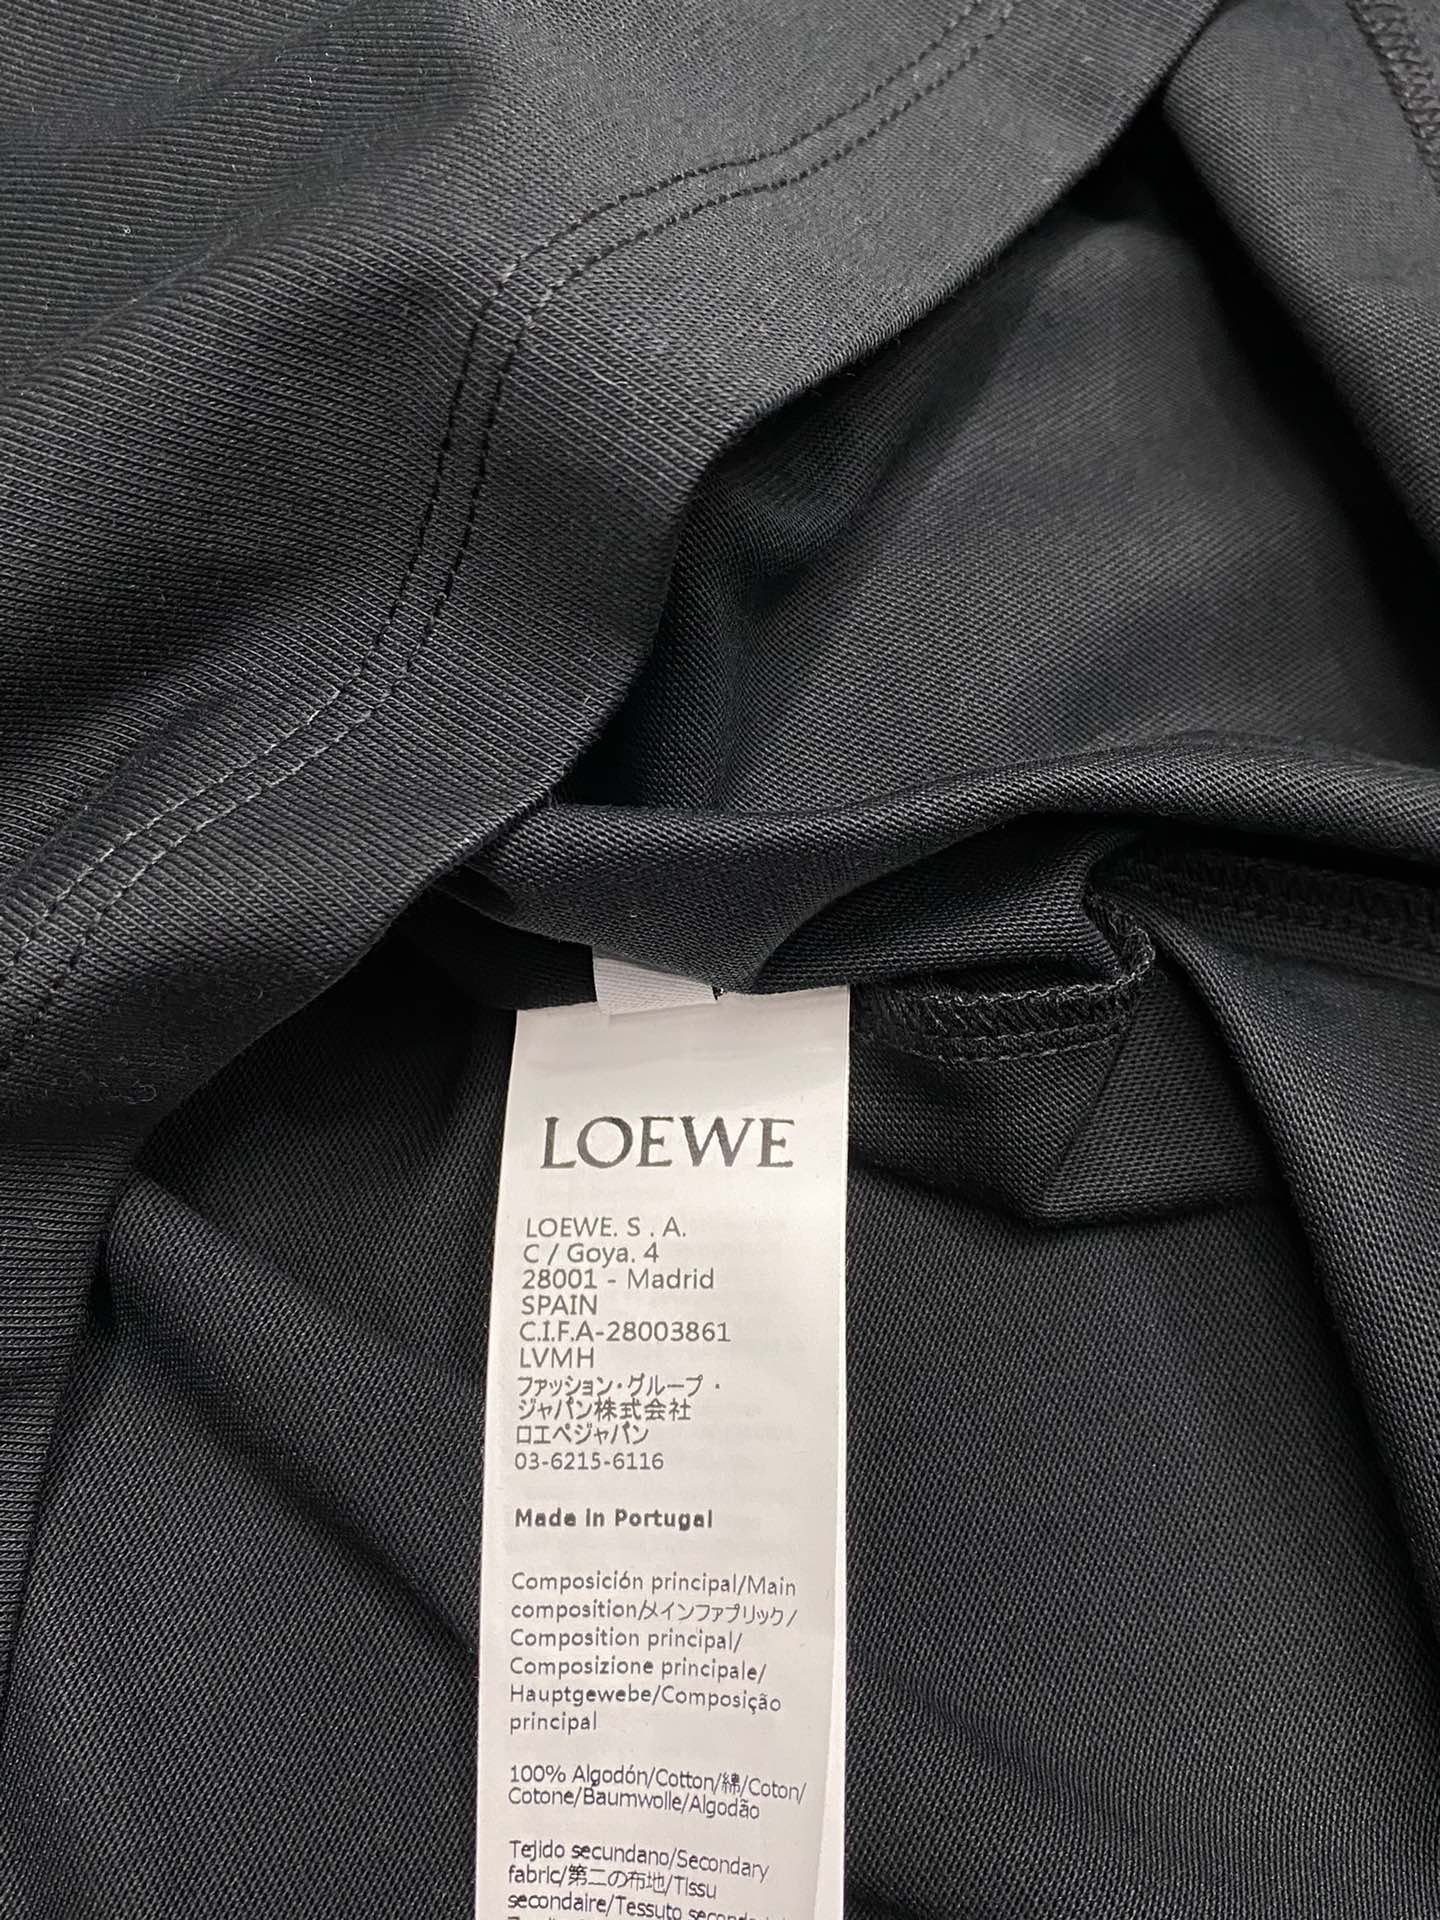 LOEWE
LOEWE. S . A.
C / Goya. 4
28001 - Madrid
SPAIN
C.I.F.A-28003861
LVMH
ファッション・グループ・
ジャパン株式会社
ロエペジャパン
03-6215-6116
Made in Portugal
Composición principal/Main
composition/メインファブリック/
Composition principal/
Composizione principale/
Hauptgewebe/Composição
principal
100% Algodón/Cotton/綿/Coton/
Cotone/Baumwolle/Algodão
Tejido secundano/Secondary
fabric/第二の布地/Tissu
secondaire/Tessuto